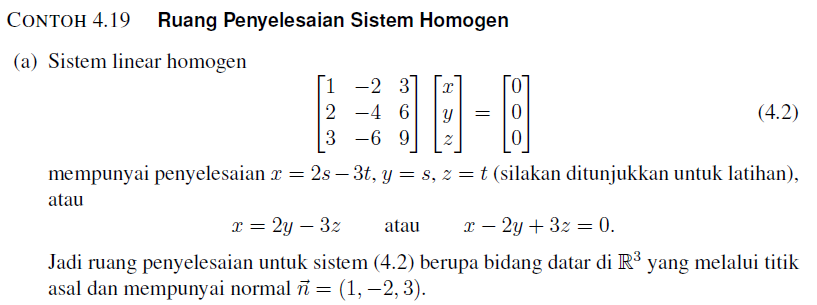 CONTOH 4.19 Ruang Penyelesaian Sistem Homogen
(a) Sistem linear homogen
[1 −2 3] [x] [0]
[2 −4 6] [y] = [0] (4.2)
[3 −6 9] [z] [0]
mempunyai penyelesaian x = 2s − 3t, y = s, z = t (silakan ditunjukkan untuk latihan),
atau
x = 2y − 3z atau x − 2y + 3z = 0.
Jadi ruang penyelesaian untuk sistem (4.2) berupa bidang datar di ℝ³ yang melalui titik
asal dan mempunyai normal n⃗ = (1, −2, 3).